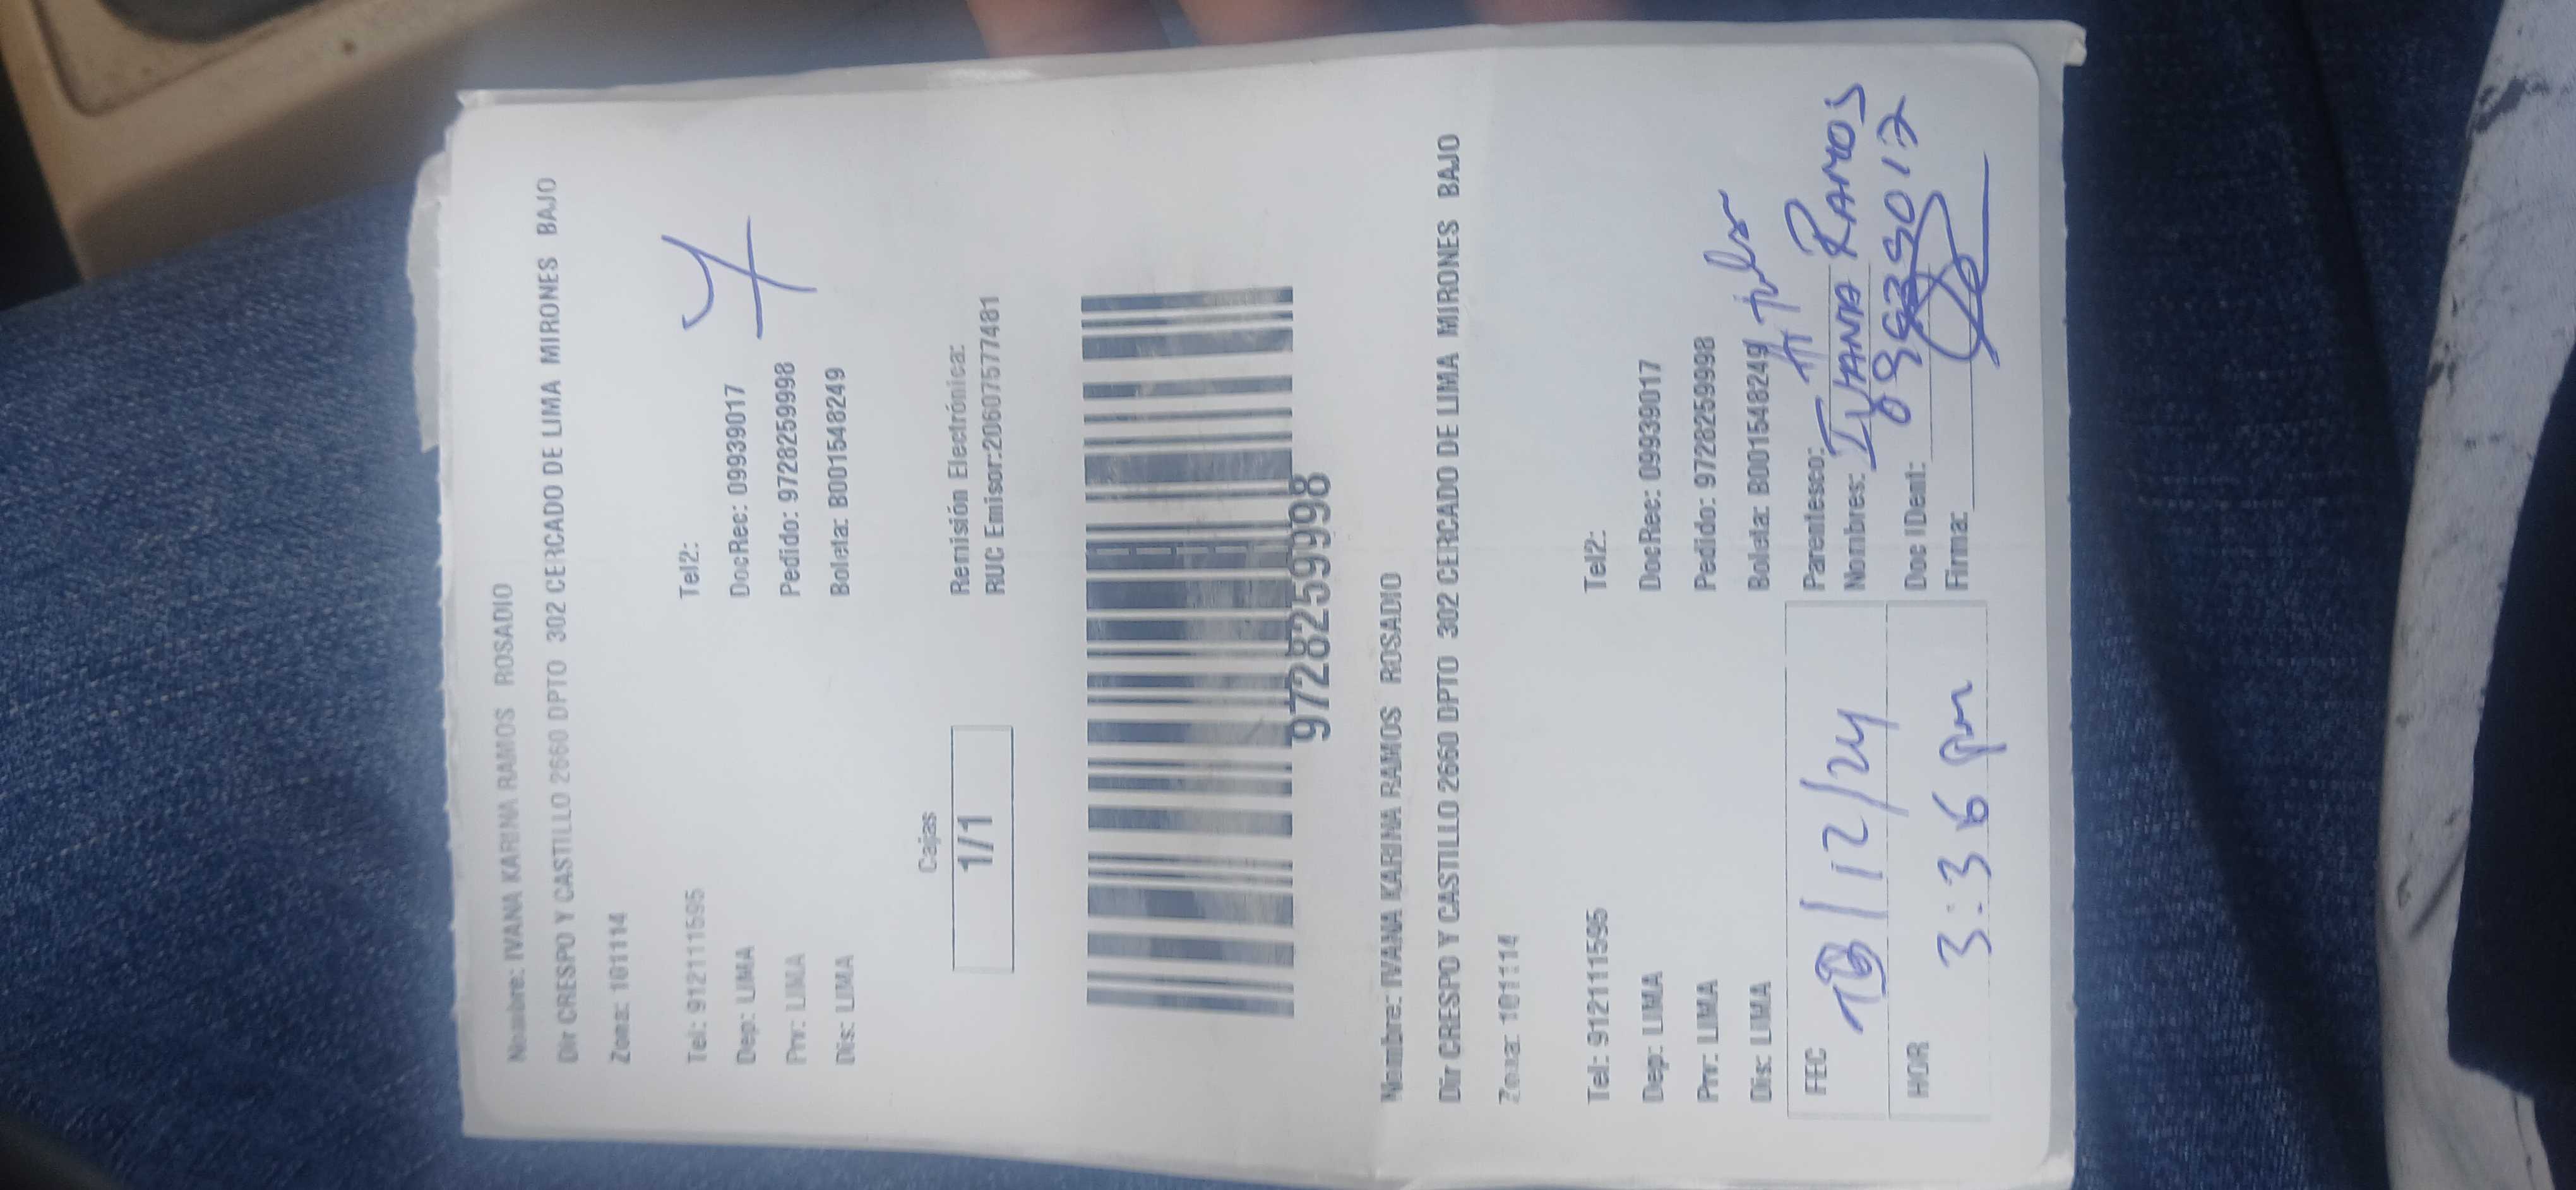 Nombre: IVANA KARINA RAMOS ROSADIO
Dir CRESPO Y CASTILLO 2660 DPTO 302 CERCADO DE LIMA MIRONES BAJO
Zona: 101114
Tel: 912111595 Tel2:
Dep: LIMA DocRec: 09939017
Prv: LIMA Pedido: 9728259998
Dis: LIMA Boleta: B001548249
Cajas
1/1
Remisión Electrónica:
RUC Emisor:20607577481
9728259998
Nombre: IVANA KARINA RAMOS ROSADIO
Dir CRESPO Y CASTILLO 2660 DPTO 302 CERCADO DE LIMA MIRONES BAJO
Zona: 101114
Tel: 912111595 Tel2:
Dep: LIMA DocRec: 09939017
Prv: LIMA Pedido: 9728259998
Dis: LIMA Boleta: B001548249
FEC /12/24 Parentesco:
Nombres: IVANA RAMOS
HOR 3:36 pm Doc IDent: 09939017
Firma: